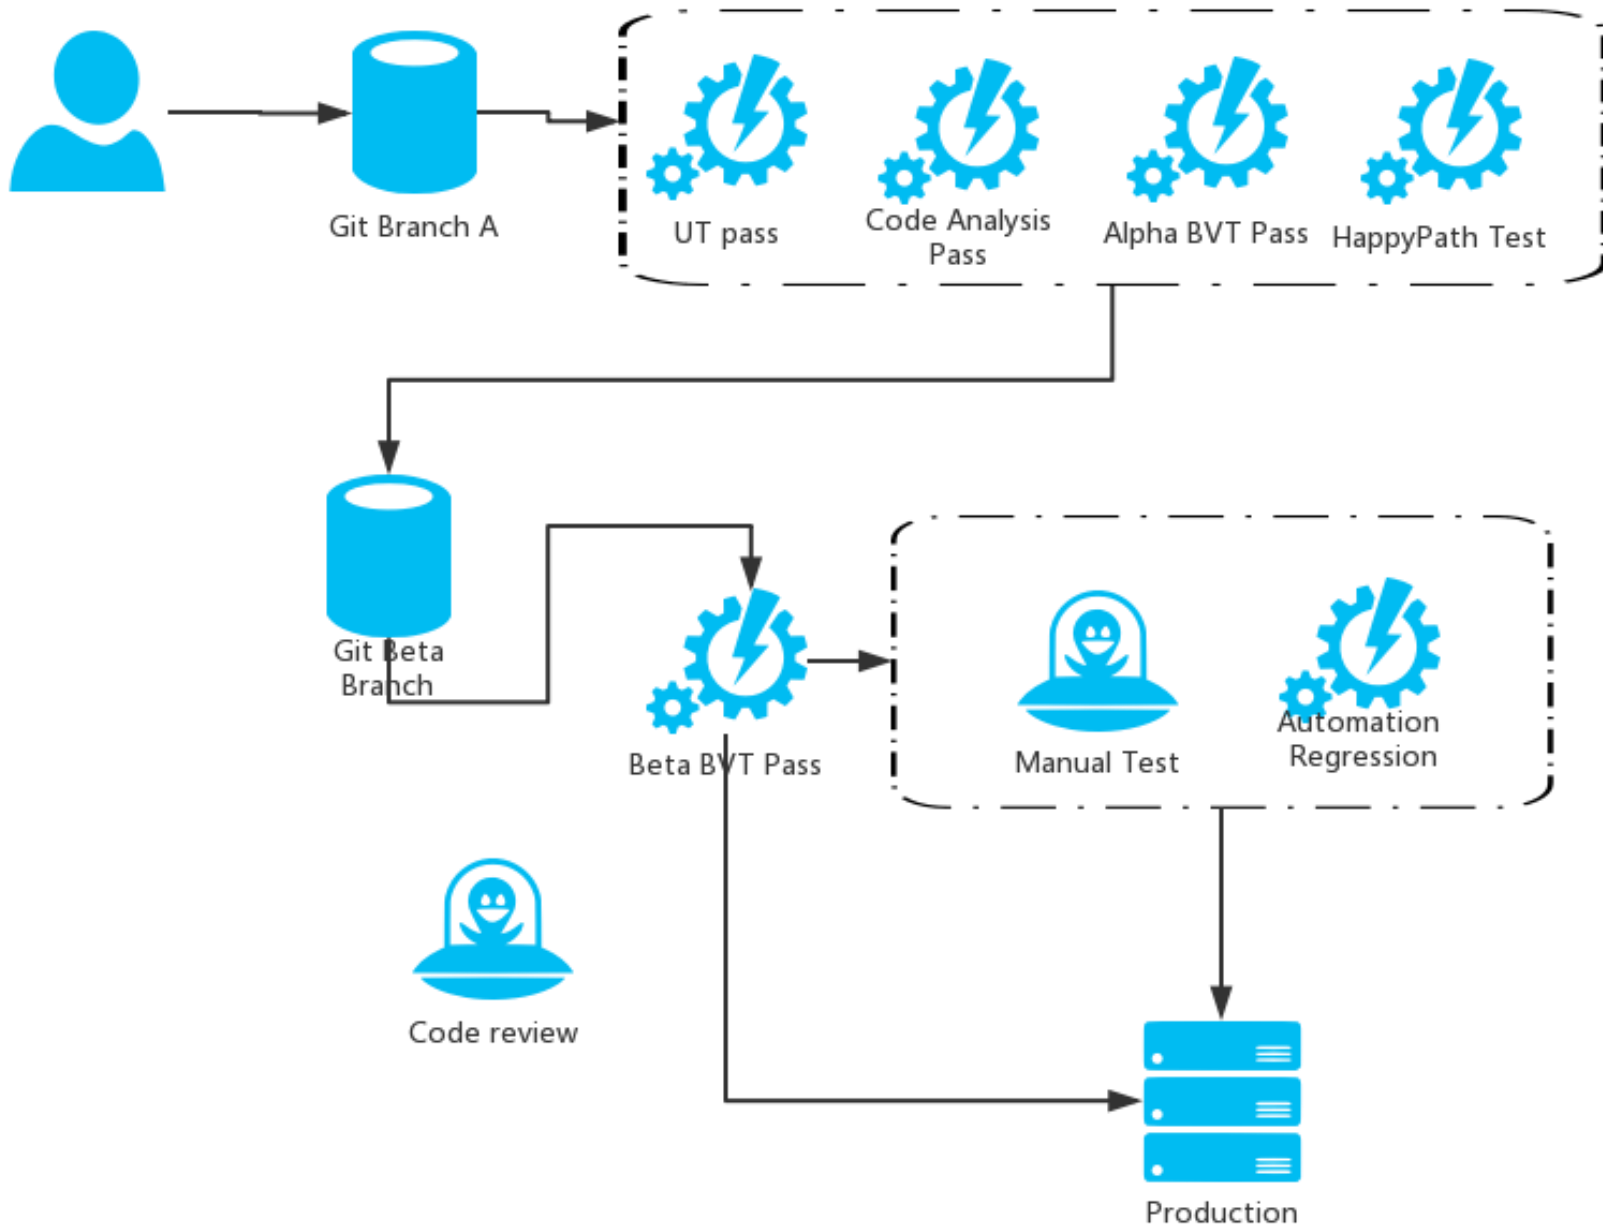 Git Branch A
UT pass
Code Analysis
Pass
Alpha BVT Pass
HappyPath Test
Git Beta
Branch
Beta BVT Pass
Manual Test
Automation
Regression
Code review
Production